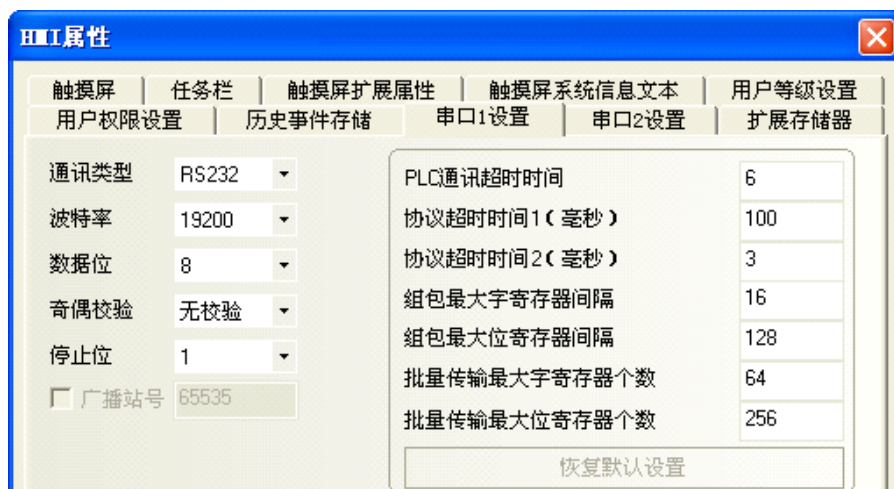 HMI属性
触摸屏 任务栏 触摸屏扩展属性 触摸屏系统信息文本 用户等级设置
用户权限设置 历史事件存储 串口1设置 串口2设置 扩展存储器
通讯类型 RS232
波特率 19200
数据位 8
奇偶校验 无校验
停止位 1
广播站号 65535
PLC通讯超时时间 6
协议超时时间1(毫秒) 100
协议超时时间2(毫秒) 3
组包最大字寄存器间隔 16
组包最大位寄存器间隔 128
批量传输最大字寄存器个数 64
批量传输最大位寄存器个数 256
恢复默认设置